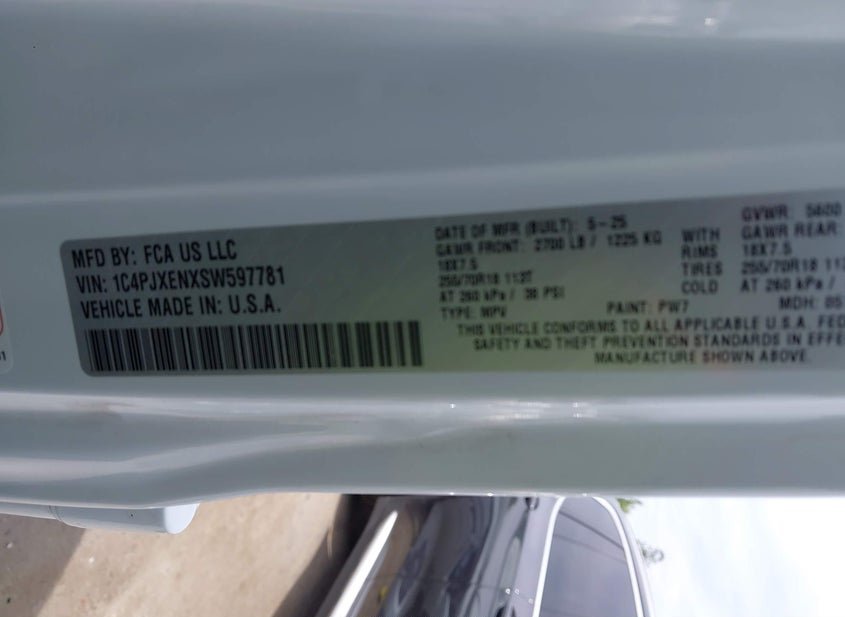 MFD BY: FCA US LLC
VIN: 1C4PJXENXSW597781
VEHICLE MADE IN: U.S.A.
DATE OF MFR (BUILT): 5-25
GAWR FRONT: 2700 LB / 1225 KG
18X7.5
255/70R18 113T
AT 260 kPa / 38 PSI
TYPE: MPV
PAINT: PW7
WITH
RIMS
TIRES
COLD
GVWR: 5600
GAWR REAR:
18X7.5
255/70R18
AT 260 kPa /
MDH:
THIS VEHICLE CONFORMS TO ALL APPLICABLE U.S.A. FED
SAFETY AND THEFT PREVENTION STANDARDS IN EFFE
MANUFACTURE SHOWN ABOVE.